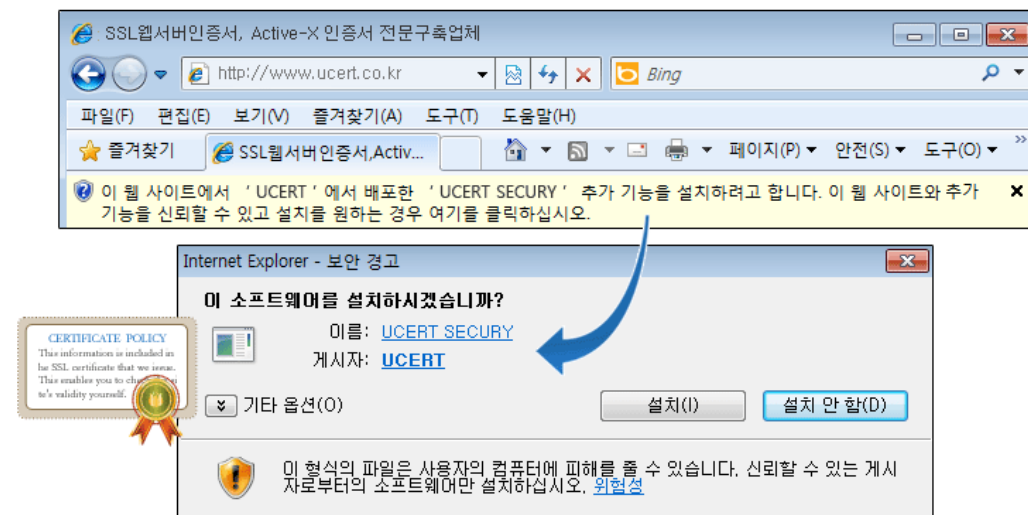 SSL웹서버인증서, Active-X 인증서 전문구축업체
http://www.ucert.co.kr
Bing
파일(F) 편집(E) 보기(V) 즐겨찾기(A) 도구(T) 도움말(H)
즐겨찾기 SSL웹서버인증서,Activ... 페이지(P) 안전(S) 도구(O) »
이 웹 사이트에서 'UCERT'에서 배포한 'UCERT SECURITY' 추가 기능을 설치하려고 합니다. 이 웹 사이트와 추가
기능을 신뢰할 수 있고 설치를 원하는 경우 여기를 클릭하십시오.
Internet Explorer - 보안 경고
이 소프트웨어를 설치하시겠습니까?
이름: UCERT SECURY
게시자: UCERT
기타 옵션(O)
설치(I) 설치 안 함(D)
CERTIFICATE POLICY
This information is included in
he SSL certificate that we issue.
This enables you to
te's validity yourself.
이 형식의 파일은 사용자의 컴퓨터에 피해를 줄 수 있습니다. 신뢰할 수 있는 게시
자로부터의 소프트웨어만 설치하십시오. 위험성